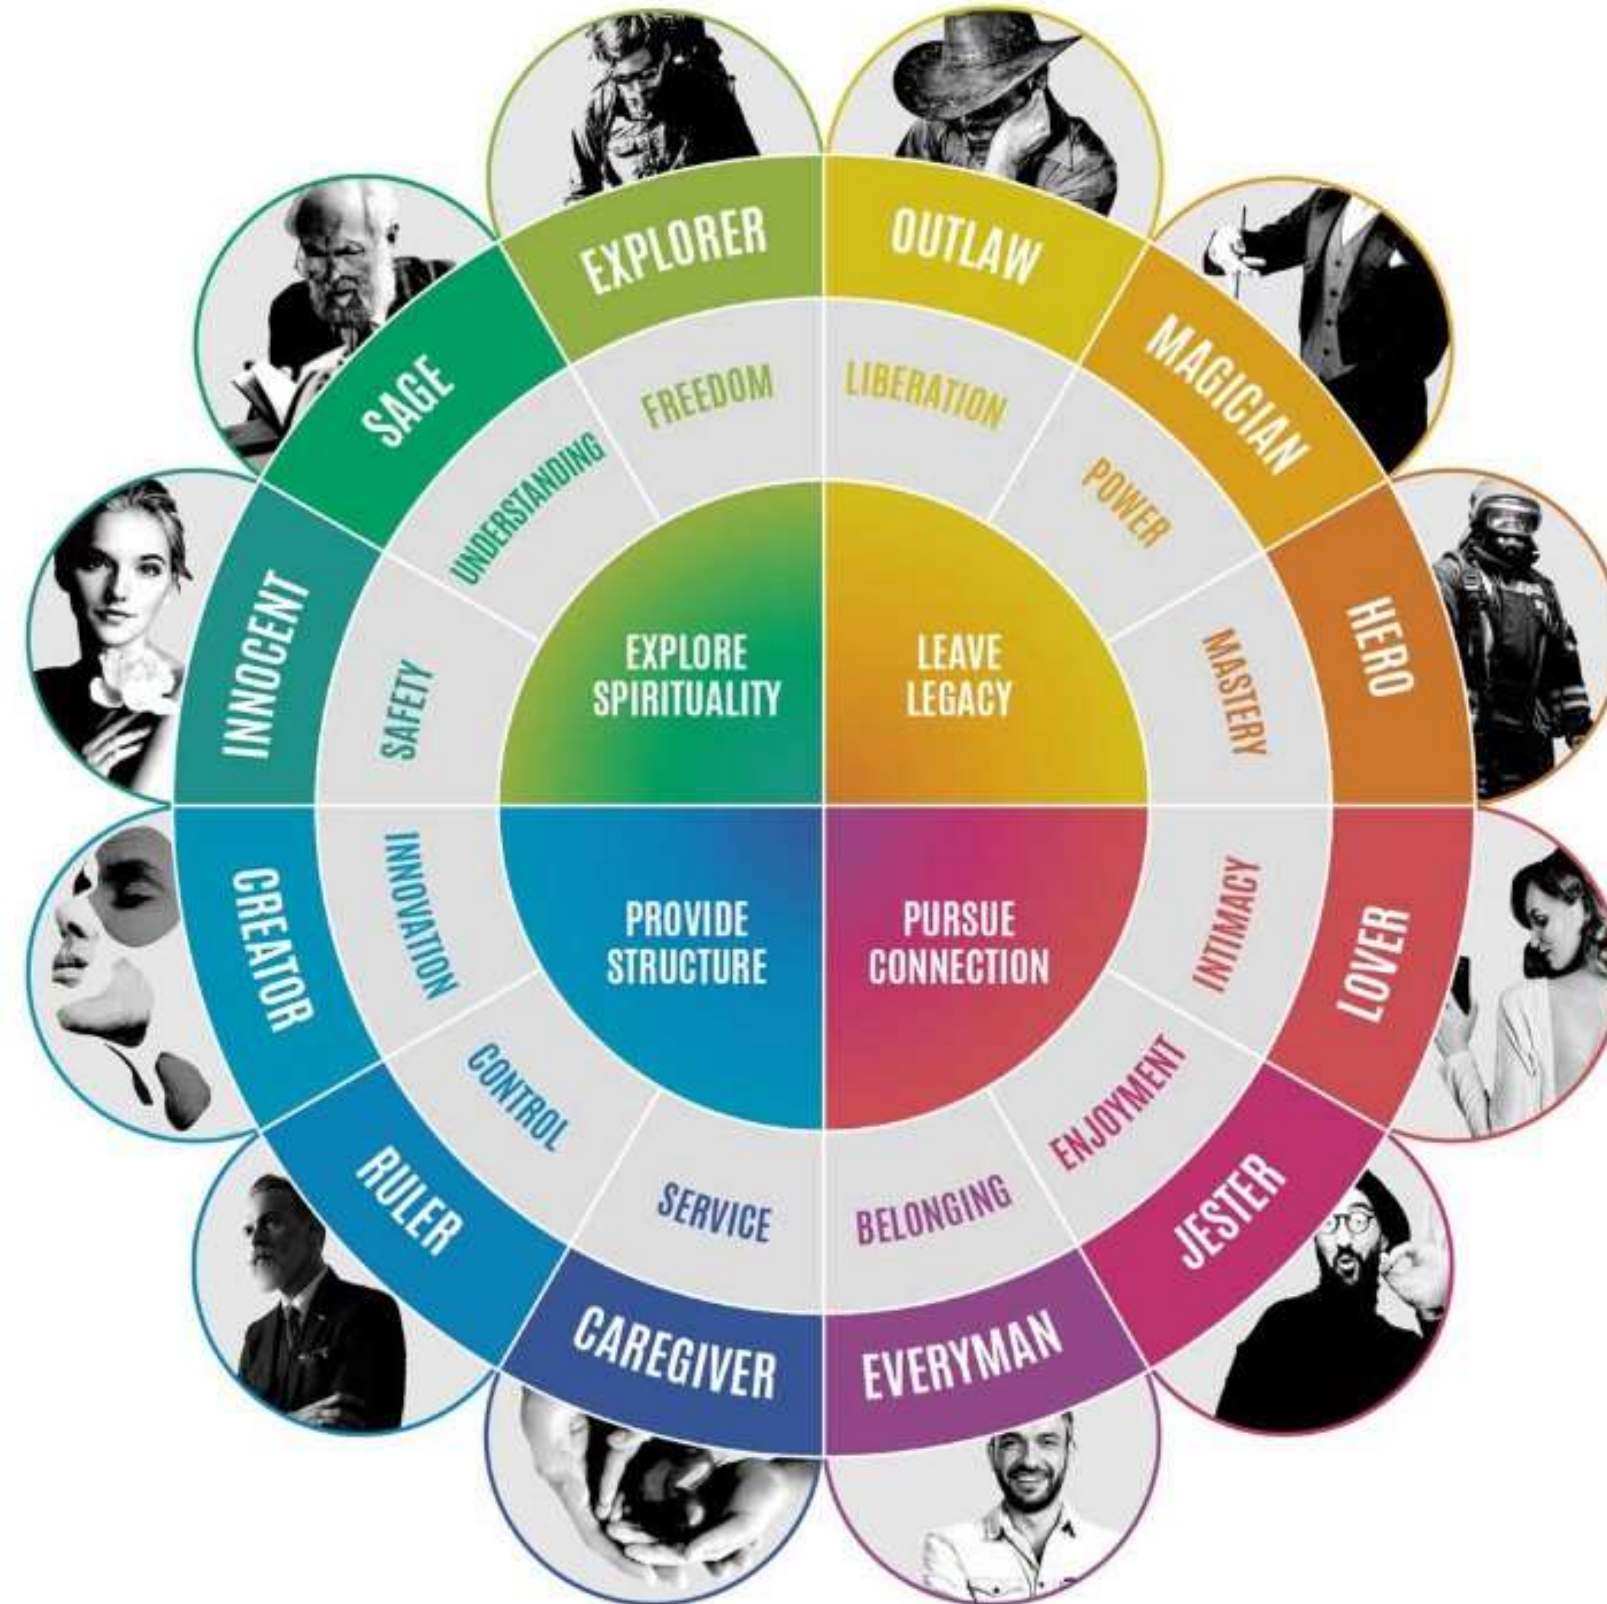 EXPLORER
OUTLAW
MAGICIAN
HERO
LOVER
JESTER
EVERYMAN
CAREGIVER
RULER
CREATOR
INNOCENT
SAGE
FREEDOM
LIBERATION
POWER
MASTERY
INTIMACY
ENJOYMENT
BELONGING
SERVICE
CONTROL
INNOVATION
SAFETY
UNDERSTANDING
EXPLORE
SPIRITUALITY
LEAVE
LEGACY
PROVIDE
STRUCTURE
PURSUE
CONNECTION